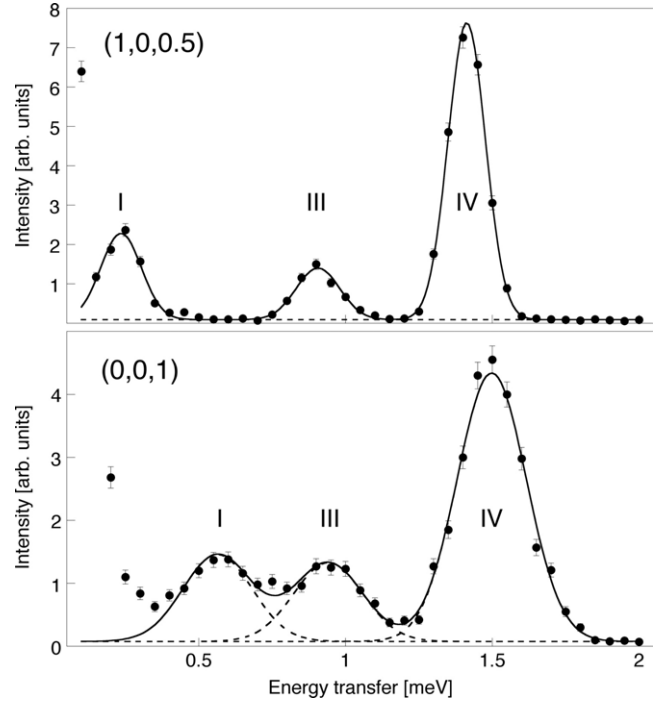 8
7
6
5
4
3
2
1
Intensity [arb. units]
(1,0,0.5)
I
III
IV
4
3
2
1
0
Intensity [arb. units]
(0,0,1)
I
III
IV
0.5
1
1.5
2
Energy transfer [meV]